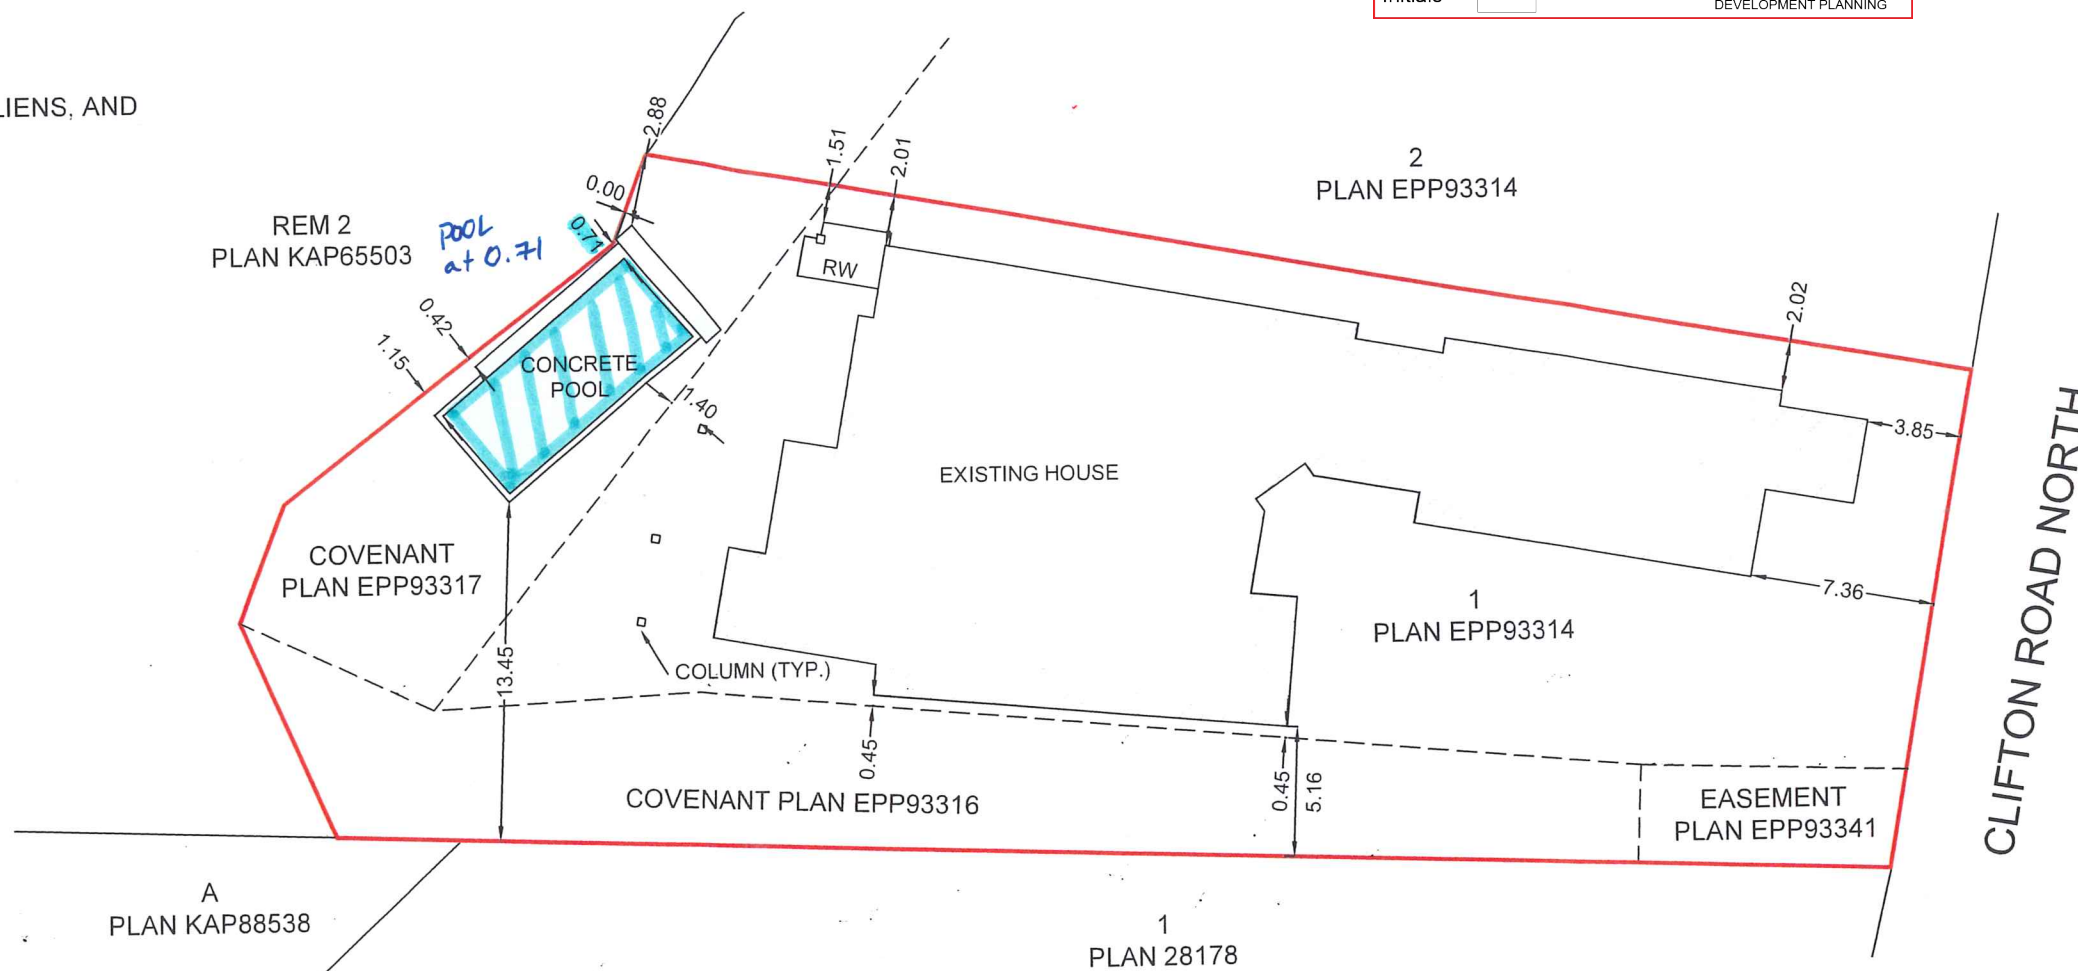 DEVELOPMENT PLANNING
LIENS, AND
2.88
1.51
2.01
2
PLAN EPP93314
0.00
0.71
REM 2
PLAN KAP65503
POOL
at 0.71
RW
2.02
0.42
1.15
CONCRETE
POOL
1.40
3.85
EXISTING HOUSE
COVENANT
PLAN EPP93317
7.36
1
PLAN EPP93314
CLIFTON ROAD NORTH
13.45
COLUMN (TYP.)
0.45
0.45
5.16
COVENANT PLAN EPP93316
EASEMENT
PLAN EPP93341
A
PLAN KAP88538
1
PLAN 28178